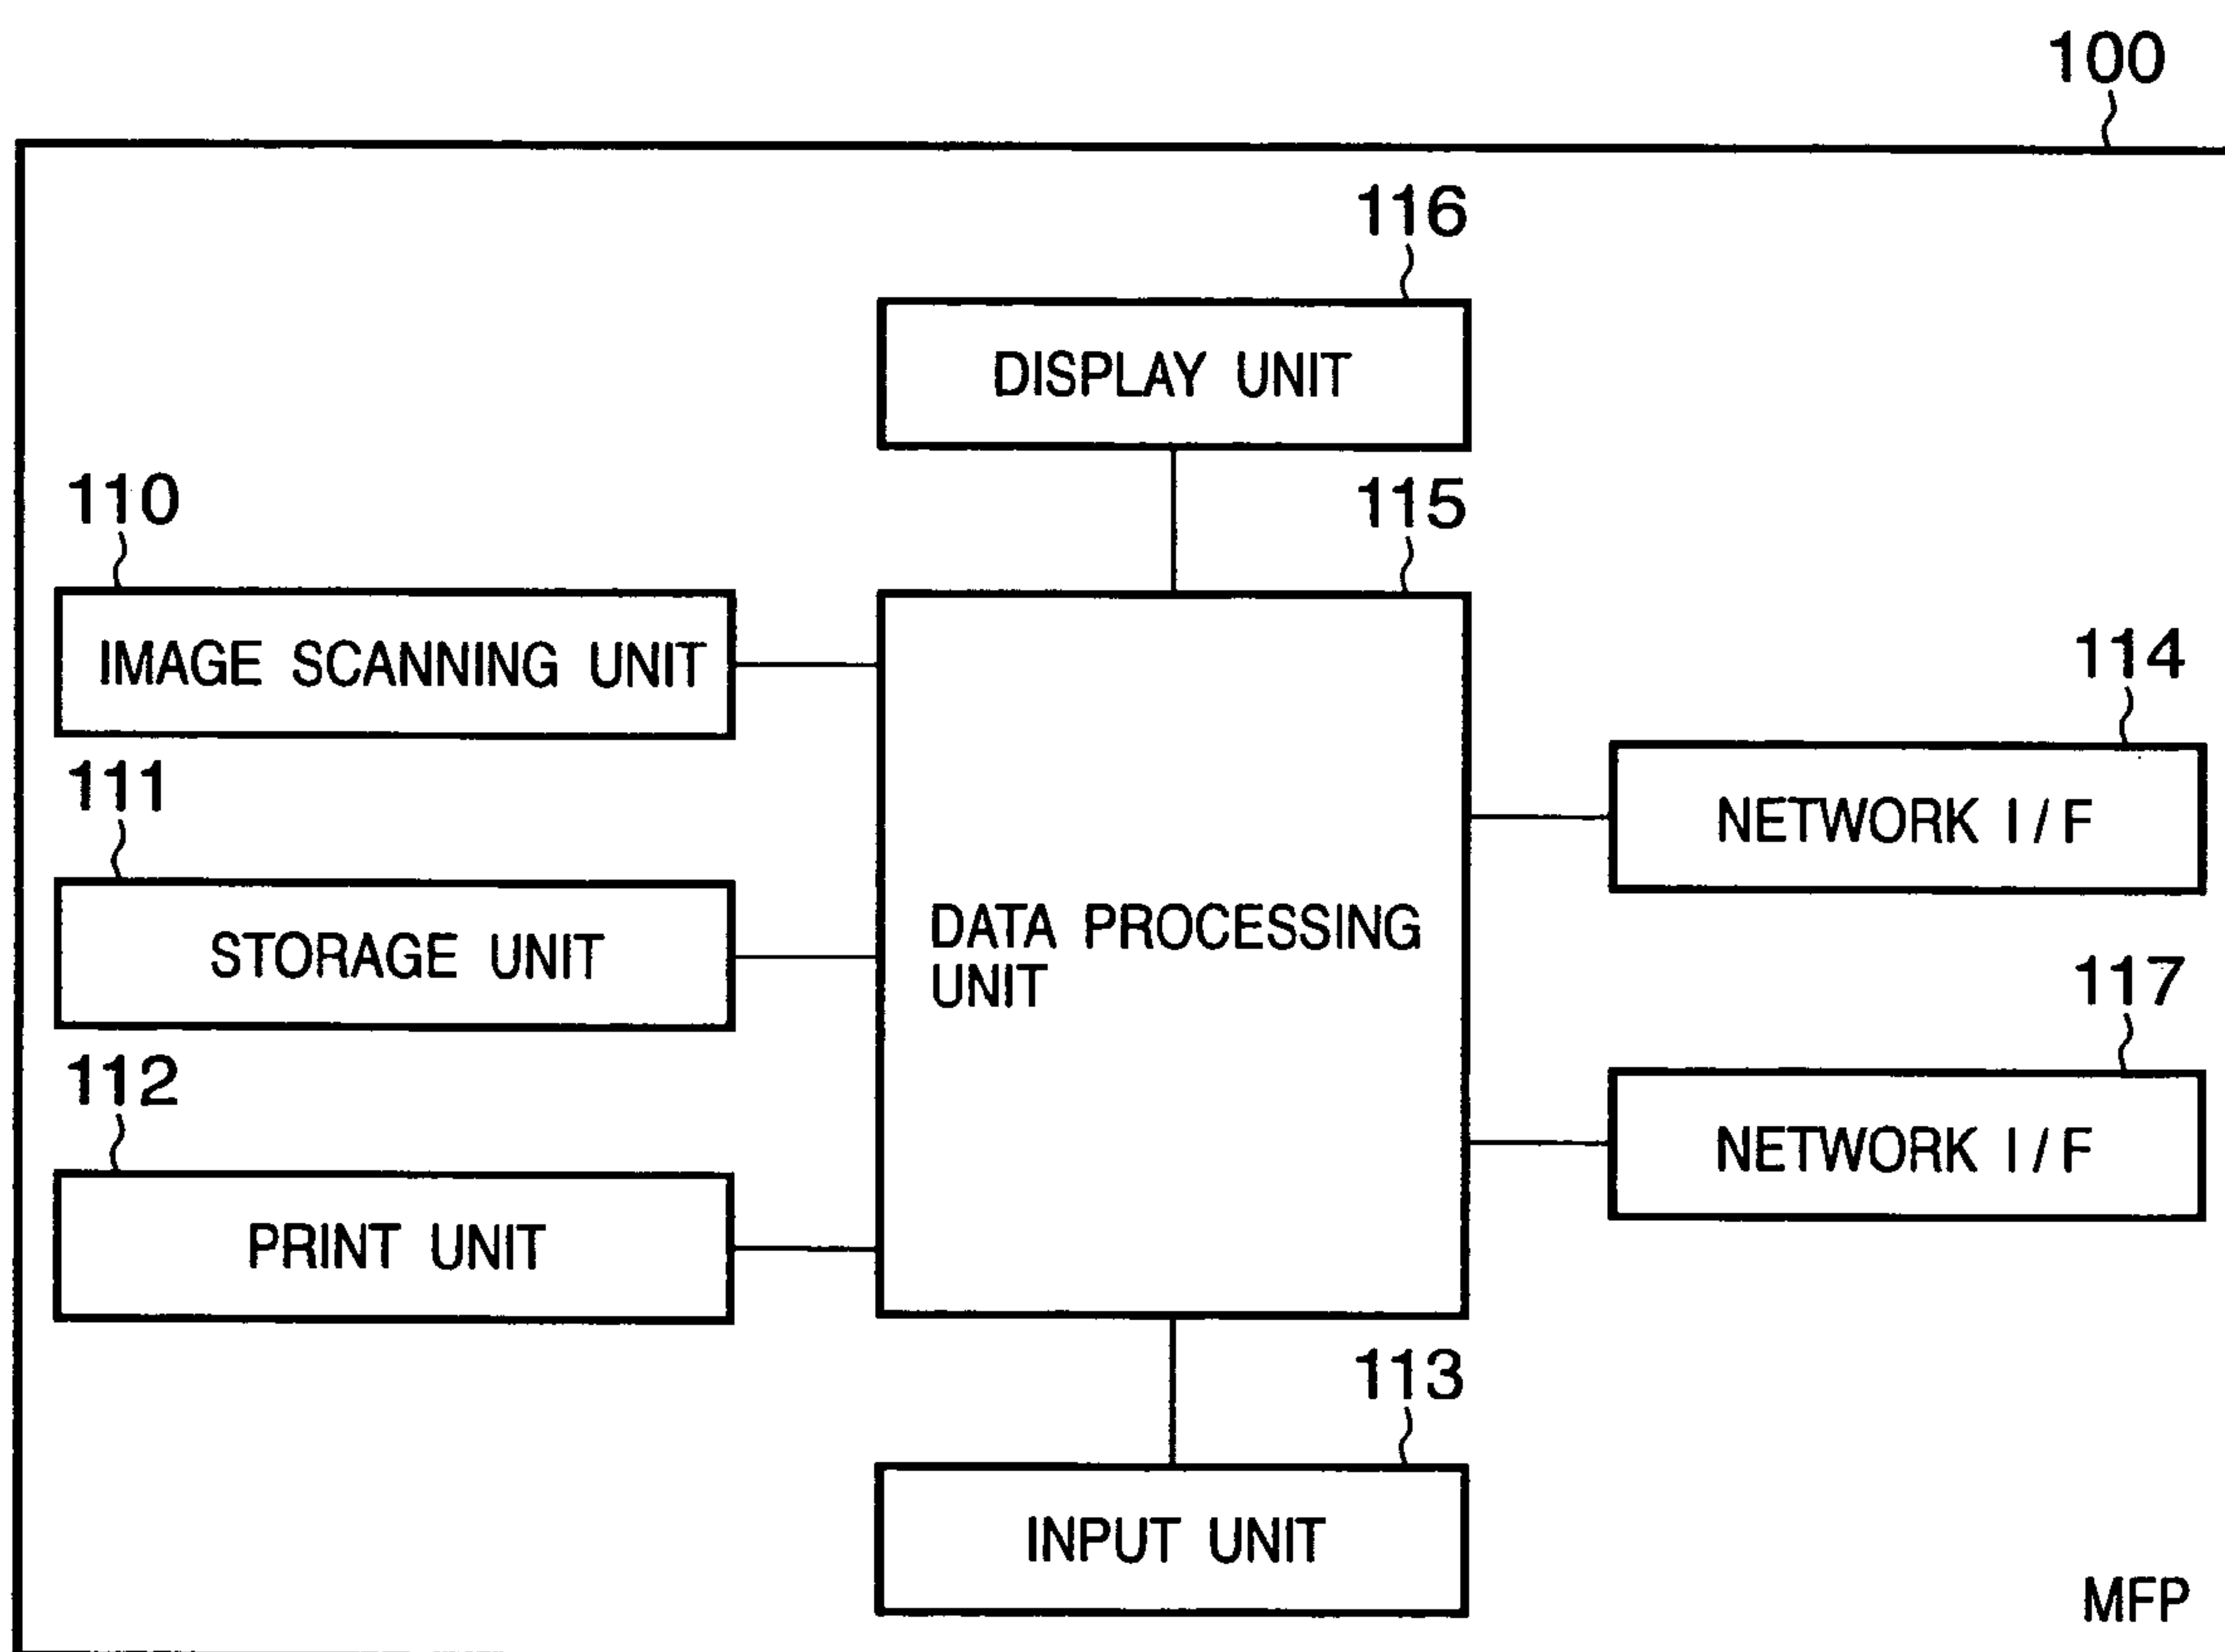 100
116
DISPLAY UNIT
110
115
IMAGE SCANNING UNIT
114
NETWORK I / F
111
STORAGE UNIT
DATA PROCESSING
UNIT
117
NETWORK I / F
112
PRINT UNIT
113
INPUT UNIT
MFP